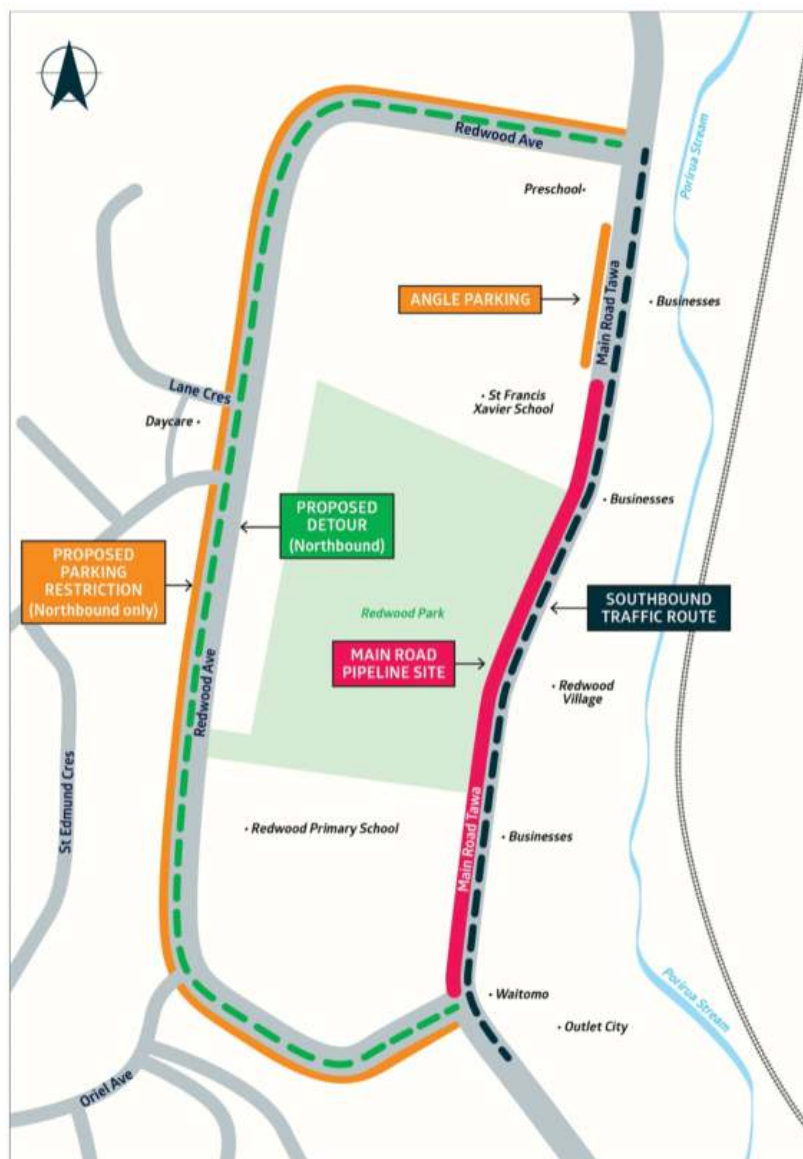 Redwood Ave
Porirua Stream
Preschool
ANGLE PARKING
Main Road Tawa
Businesses
Lane Cres
St Francis
Xavier School
Daycare
Businesses
PROPOSED
DETOUR
(Northbound)
PROPOSED
PARKING
RESTRICTION
(Northbound only)
SOUTHBOUND
TRAFFIC ROUTE
Redwood Park
MAIN ROAD
PIPELINE SITE
Redwood
Village
Redwood Ave
St Edmund Cres
Redwood Primary School
Businesses
Main Road Tawa
Waitomo
Outlet City
Porirua Stream
Oriel Ave